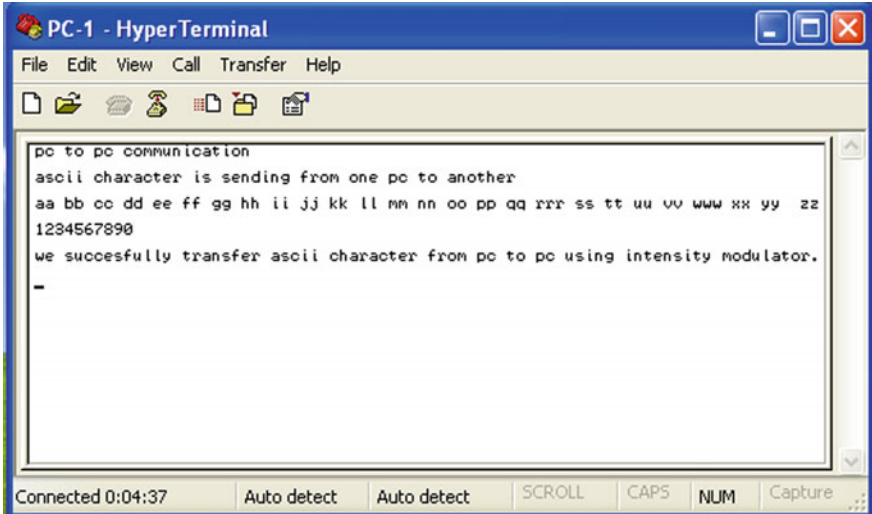 PC-1 - HyperTerminal
File Edit View Call Transfer Help
pc to pc communication
ascii character is sending from one pc to another
aa bb cc dd ee ff gg hh ii jj kk ll mm nn oo pp qq rrr ss tt uu vv www xx yy  zz
1234567890
we succesfully transfer ascii character from pc to pc using intensity modulator.
Connected 0:04:37 Auto detect Auto detect SCROLL CAPS NUM Capture